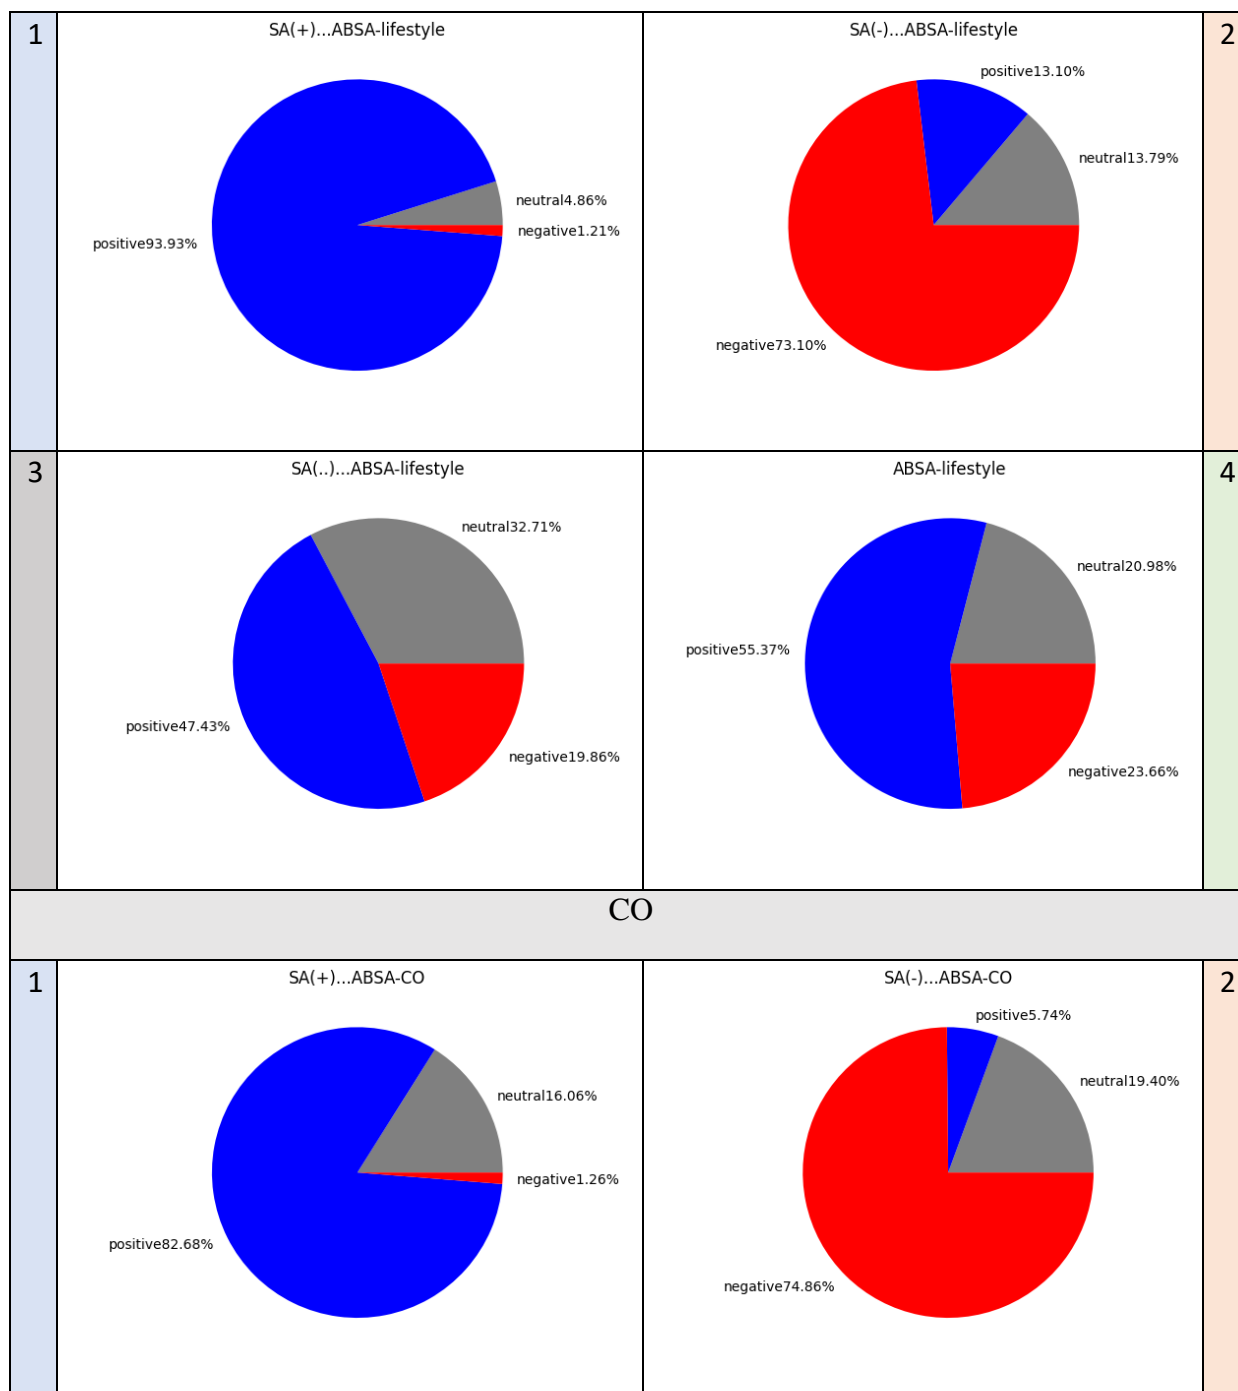 1
SA(+)...ABSA-lifestyle
neutral4.86%
negative1.21%
positive93.93%
SA(-)...ABSA-lifestyle
2
positive13.10%
neutral13.79%
negative73.10%
3
SA(..)...ABSA-lifestyle
neutral32.71%
positive47.43%
negative19.86%
ABSA-lifestyle
4
neutral20.98%
positive55.37%
negative23.66%
CO
1
SA(+)...ABSA-CO
neutral16.06%
negative1.26%
positive82.68%
SA(-)...ABSA-CO
2
positive5.74%
neutral19.40%
negative74.86%